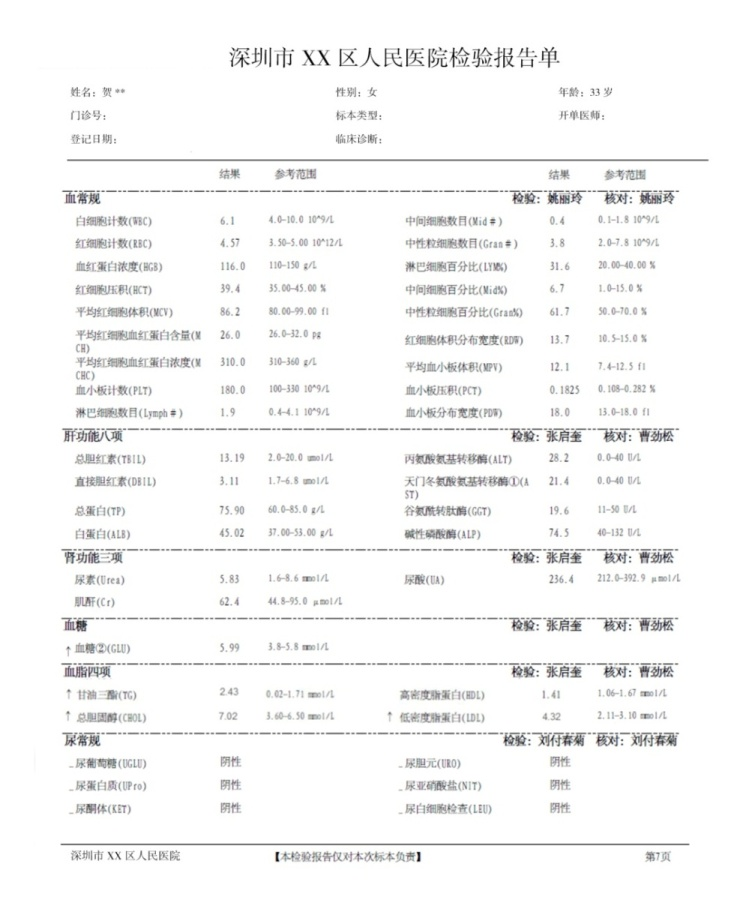 深圳市 XX 区人民医院检验报告单
姓名：贺 ** 性别：女 年龄：33 岁
门诊号： 标本类型： 开单医师：
登记日期： 临床诊断：
结果 参考范围 结果 参考范围
血常规 检验：姚丽玲 核对：姚丽玲
白细胞计数(WBC) 6.1 4.0-10.0 10^9/L 中间细胞数目(Mid＃) 0.4 0.1-1.8 10^9/L
红细胞计数(RBC) 4.57 3.50-5.00 10^12/L 中性粒细胞数目(Gran＃) 3.8 2.0-7.8 10^9/L
血红蛋白浓度(HGB) 116.0 110-150 g/L 淋巴细胞百分比(LYM%) 31.6 20.00-40.00 %
红细胞压积(HCT) 39.4 35.00-45.00 % 中间细胞百分比(Mid%) 6.7 1.0-15.0 %
平均红细胞体积(MCV) 86.2 80.00-99.00 fl 中性粒细胞百分比(Gran%) 61.7 50.0-70.0 %
平均红细胞血红蛋白含量(M
CH) 26.0 26.0-32.0 pg 红细胞体积分布宽度(RDW) 13.7 10.5-15.0 %
平均红细胞血红蛋白浓度(M
CHC) 310.0 310-360 g/L 平均血小板体积(MPV) 12.1 7.4-12.5 fl
血小板计数(PLT) 180.0 100-330 10^9/L 血小板压积(PCT) 0.1825 0.108-0.282 %
淋巴细胞数目(Lymph＃) 1.9 0.4-4.1 10^9/L 血小板分布宽度(PDW) 18.0 13.0-18.0 fl
肝功能八项 检验：张启奎 核对：曹劲松
总胆红素(TBIL) 13.19 2.0-20.0 umol/L 丙氨酸氨基转移酶(ALT) 28.2 0.0-40 U/L
直接胆红素(DBIL) 3.11 1.7-6.8 umol/L 天门冬氨酸氨基转移酶①(A
ST) 21.4 0.0-40 U/L
总蛋白(TP) 75.90 60.0-85.0 g/L 谷氨酰转肽酶(GGT) 19.6 11-50 U/L
白蛋白(ALB) 45.02 37.00-53.00 g/L 碱性磷酸酶(ALP) 74.5 40-132 U/L
肾功能三项 检验：张启奎 核对：曹劲松
尿素(Urea) 5.83 1.6-8.6 mmol/L 尿酸(UA) 236.4 212.0-392.9 μmol/L
肌酐(Cr) 62.4 44.8-95.0 μmol/L
血糖 检验：张启奎 核对：曹劲松
↑ 血糖②(GLU) 5.99 3.8-5.8 mmol/L
血脂四项 检验：张启奎 核对：曹劲松
↑ 甘油三酯(TG) 2.43 0.02-1.71 mmol/L 高密度脂蛋白(HDL) 1.41 1.06-1.67 mmol/L
↑ 总胆固醇(CHOL) 7.02 3.60-6.50 mmol/L ↑ 低密度脂蛋白(LDL) 4.32 2.11-3.10 mmol/L
尿常规 检验：刘付春菊 核对：刘付春菊
_尿葡萄糖(UGLU) 阴性 _尿胆元(URO) 阴性
_尿蛋白质(UPro) 阴性 _尿亚硝酸盐(NIT) 阴性
_尿酮体(KET) 阴性 _尿白细胞检查(LEU) 阴性
深圳市 XX 区人民医院 【本检验报告仅对本次标本负责】 第7页